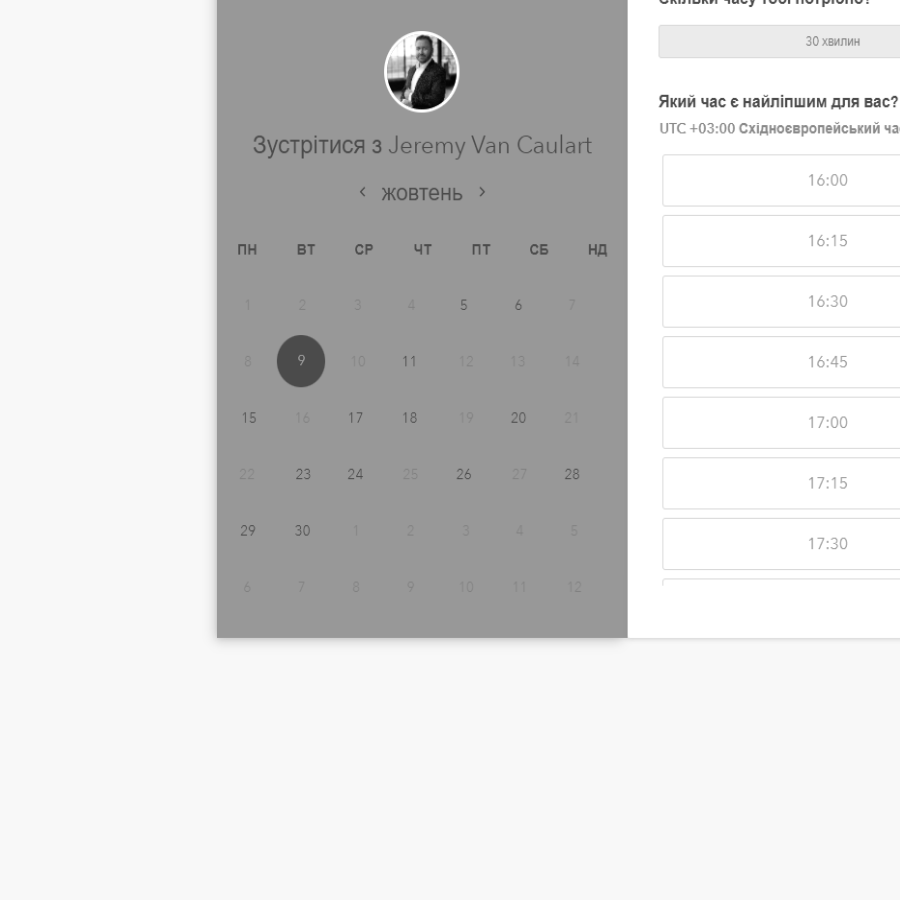 Зустрітися з Jeremy Van Caulart
‹ жовтень ›
ПН ВТ СР ЧТ ПТ СБ НД
1 2 3 4 5 6 7
8 9 10 11 12 13 14
15 16 17 18 19 20 21
22 23 24 25 26 27 28
29 30 1 2 3 4 5
6 7 8 9 10 11 12
Скільки часу тобі потрібно?
30 хвилин
Який час є найліпшим для вас?
UTC +03:00 Східноєвропейський ча
16:00
16:15
16:30
16:45
17:00
17:15
17:30